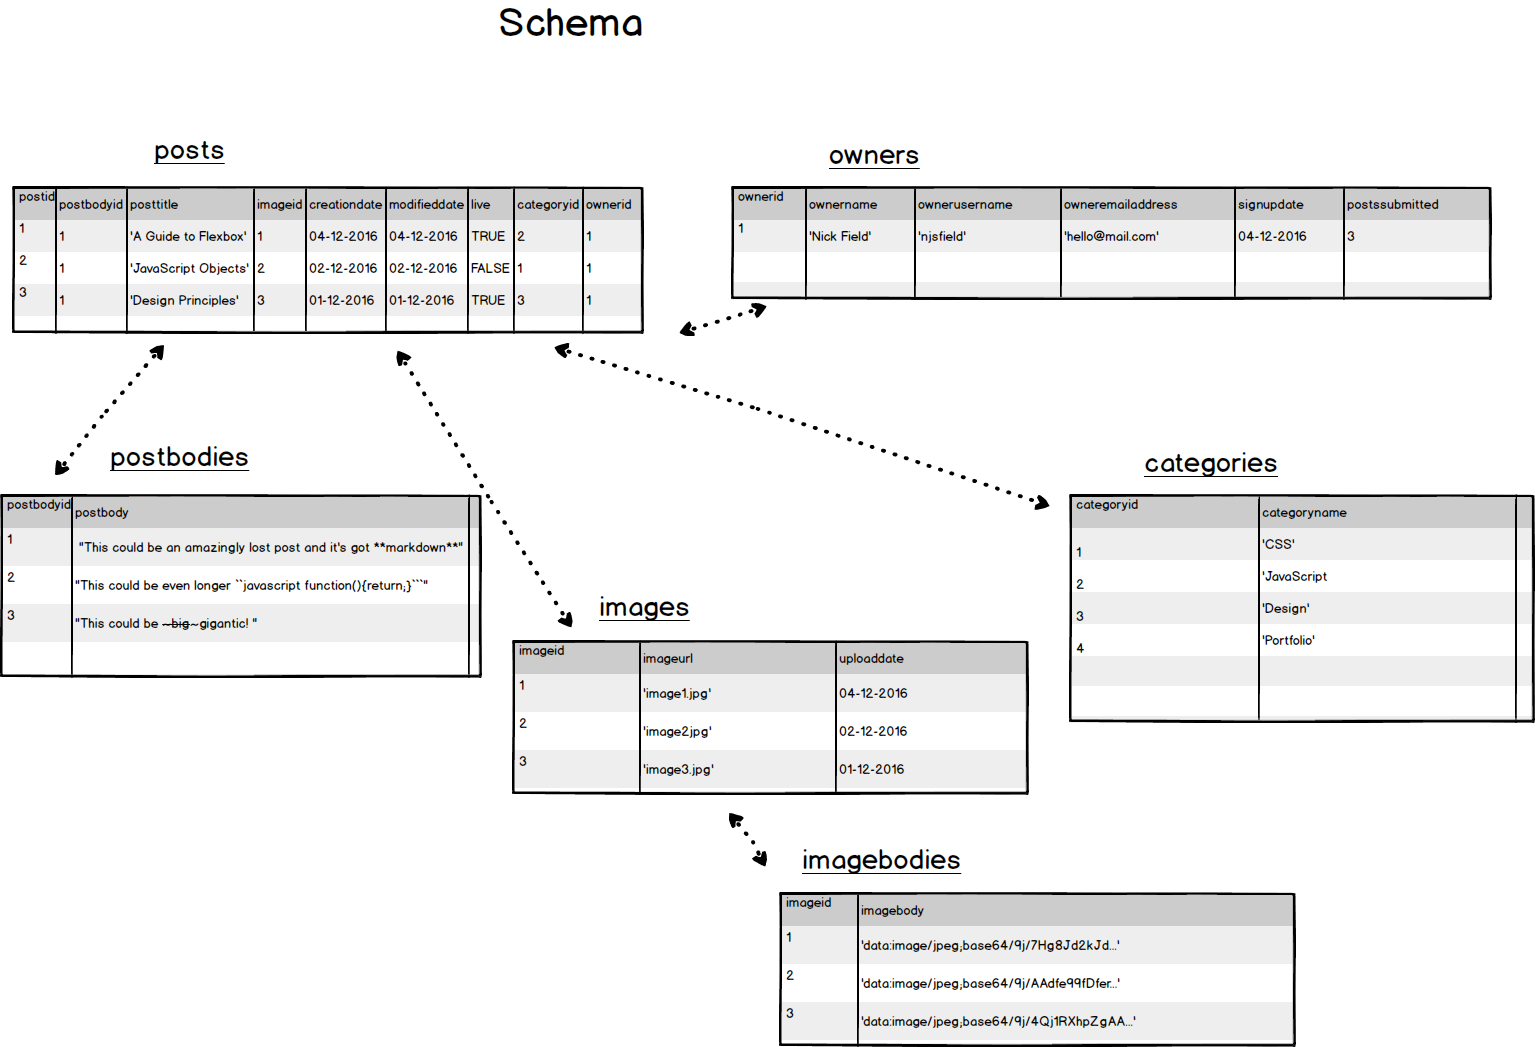 Schema
posts
postid postbodyid posttitle imageid creationdate modifieddate live categoryid ownerid
1 1 'A Guide to Flexbox' 1 04-12-2016 04-12-2016 TRUE 2 1
2 1 'JavaScript Objects' 2 02-12-2016 02-12-2016 FALSE 1 1
3 1 'Design Principles' 3 01-12-2016 01-12-2016 TRUE 3 1
owners
ownerid ownername ownerusername owneremailaddress signupdate postssubmitted
1 'Nick Field' 'njsfield' 'hello@mail.com' 04-12-2016 3
postbodies
postbodyid postbody
1 "This could be an amazingly lost post and it's got **markdown**"
2 "This could be even longer ``javascript function(){return;}```"
3 "This could be ~big~gigantic! "
categories
categoryid categoryname
1 'CSS'
2 'JavaScript
3 'Design'
4 'Portfolio'
images
imageid imageurl uploaddate
1 'image1.jpg' 04-12-2016
2 'image2jpg' 02-12-2016
3 'image3.jpg' 01-12-2016
imagebodies
imageid imagebody
1 'data:image/jpeg;base64/9j/7Hg8Jd2kJd...'
2 'data:image/jpeg;base64/9j/AAdfe99fDfer...'
3 'data:image/jpeg;base64/9j/4Qj1RXhpZgAA...'